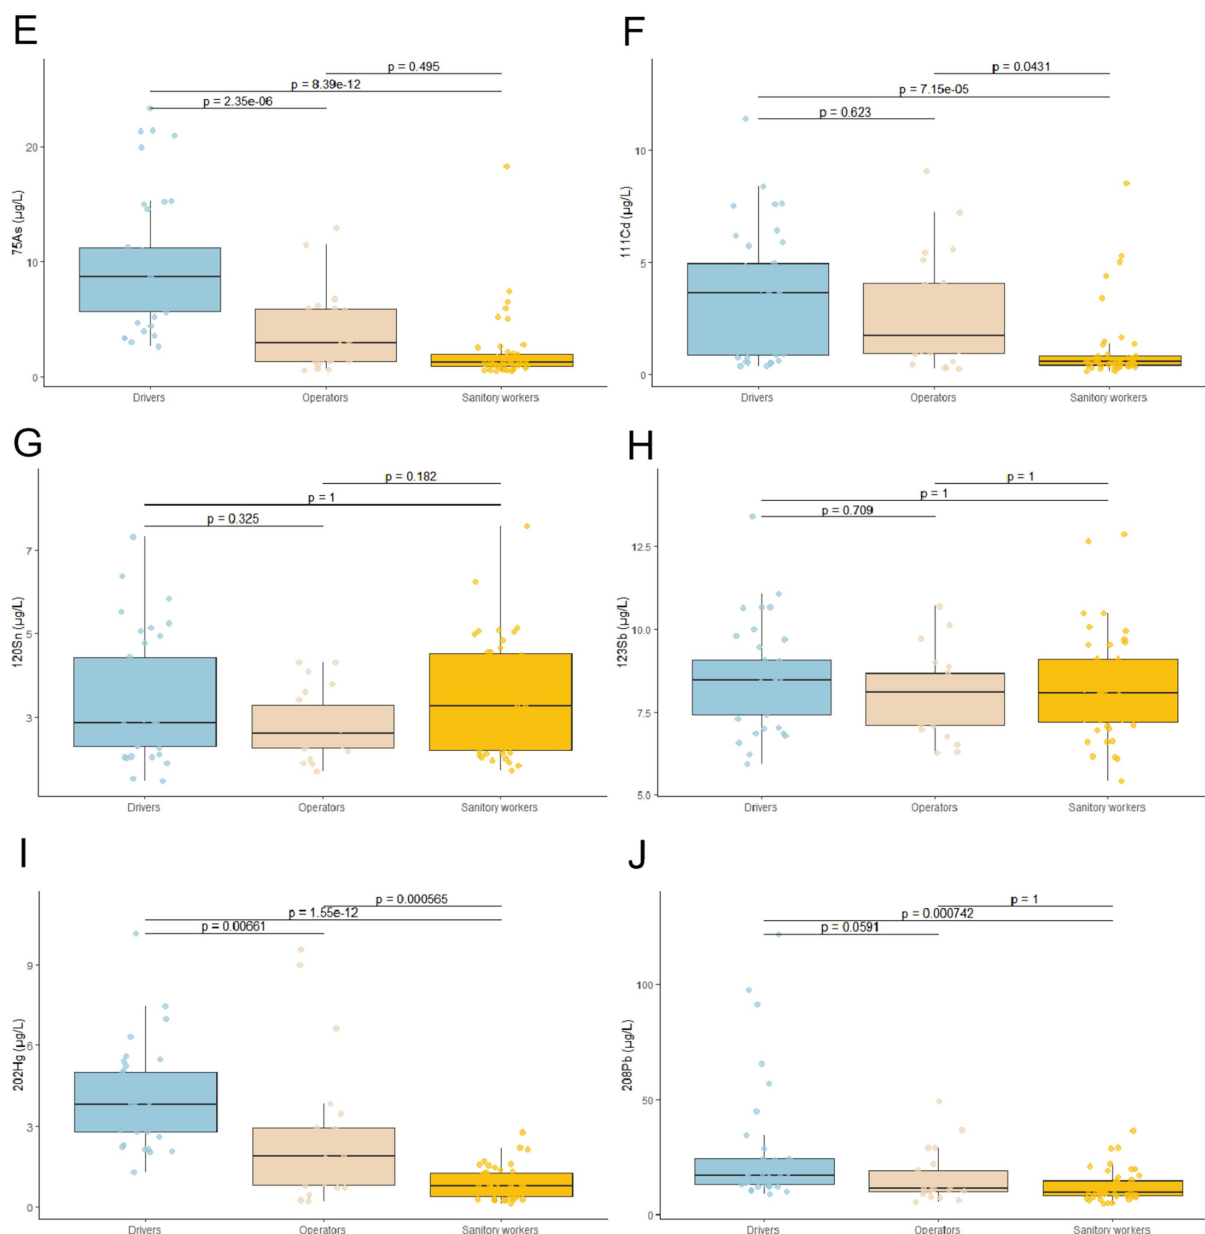 E
75As (µg/L)
20
10
0
p = 0.495
p = 8.39e-12
p = 2.35e-06
Drivers Operators Sanitory workers
F
111Cd (µg/L)
10
5
0
p = 0.0431
p = 7.15e-05
p = 0.623
Drivers Operators Sanitory workers
G
120Sn (µg/L)
7
5
3
p = 0.182
p = 1
p = 0.325
Drivers Operators Sanitory workers
H
123Sb (µg/L)
12.5
10.0
7.5
5.0
p = 1
p = 1
p = 0.709
Drivers Operators Sanitory workers
I
202Hg (µg/L)
9
6
3
0
p = 0.000565
p = 1.55e-12
p = 0.00661
Drivers Operators Sanitory workers
J
208Pb (µg/L)
100
50
0
p = 1
p = 0.000742
p = 0.0591
Drivers Operators Sanitory workers